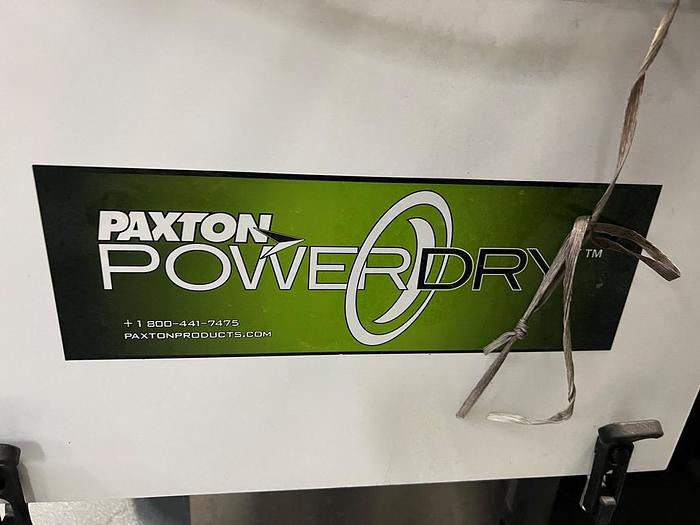 PAXTON
POWERDRY™
+1 800-441-7475
PAXTONPRODUCTS.COM